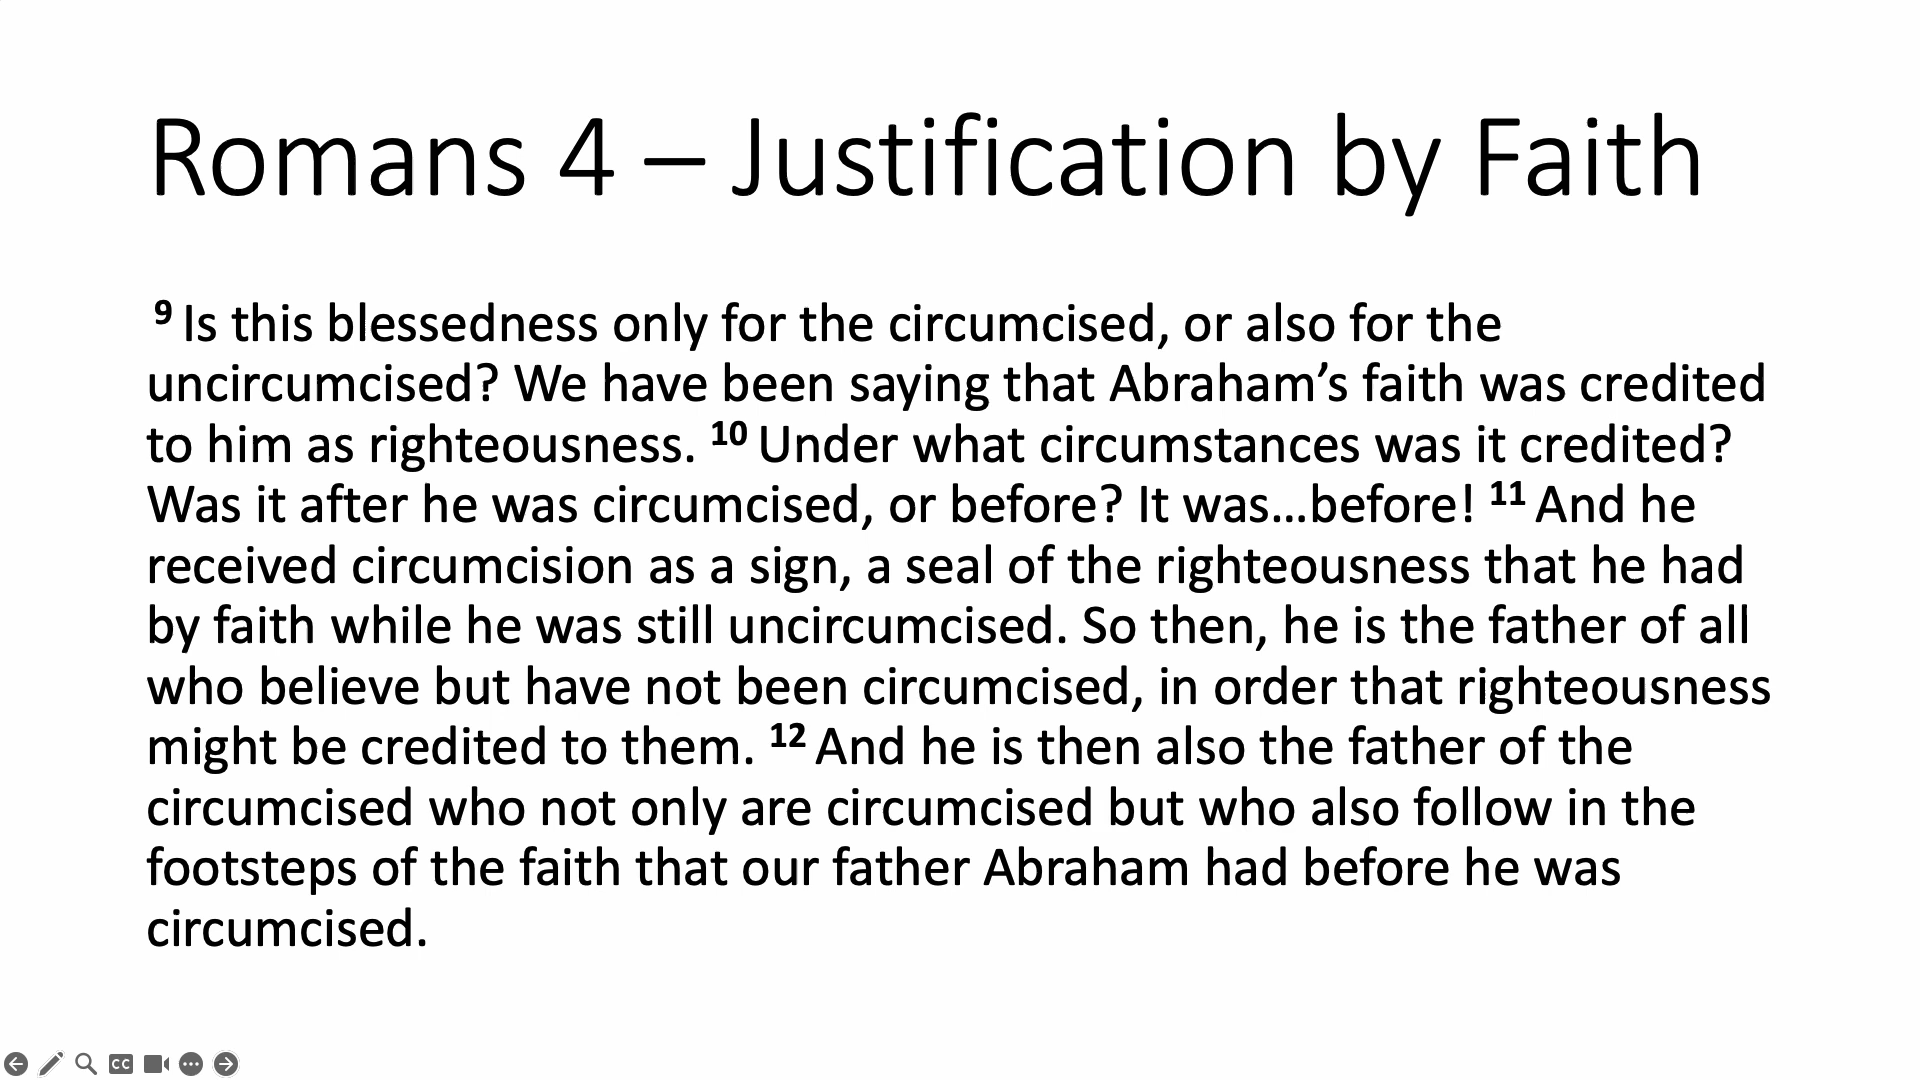 Romans 4 – Justification by Faith
9 Is this blessedness only for the circumcised, or also for the
uncircumcised? We have been saying that Abraham’s faith was credited
to him as righteousness. 10 Under what circumstances was it credited?
Was it after he was circumcised, or before? It was…before! 11 And he
received circumcision as a sign, a seal of the righteousness that he had
by faith while he was still uncircumcised. So then, he is the father of all
who believe but have not been circumcised, in order that righteousness
might be credited to them. 12 And he is then also the father of the
circumcised who not only are circumcised but who also follow in the
footsteps of the faith that our father Abraham had before he was
circumcised.
CC